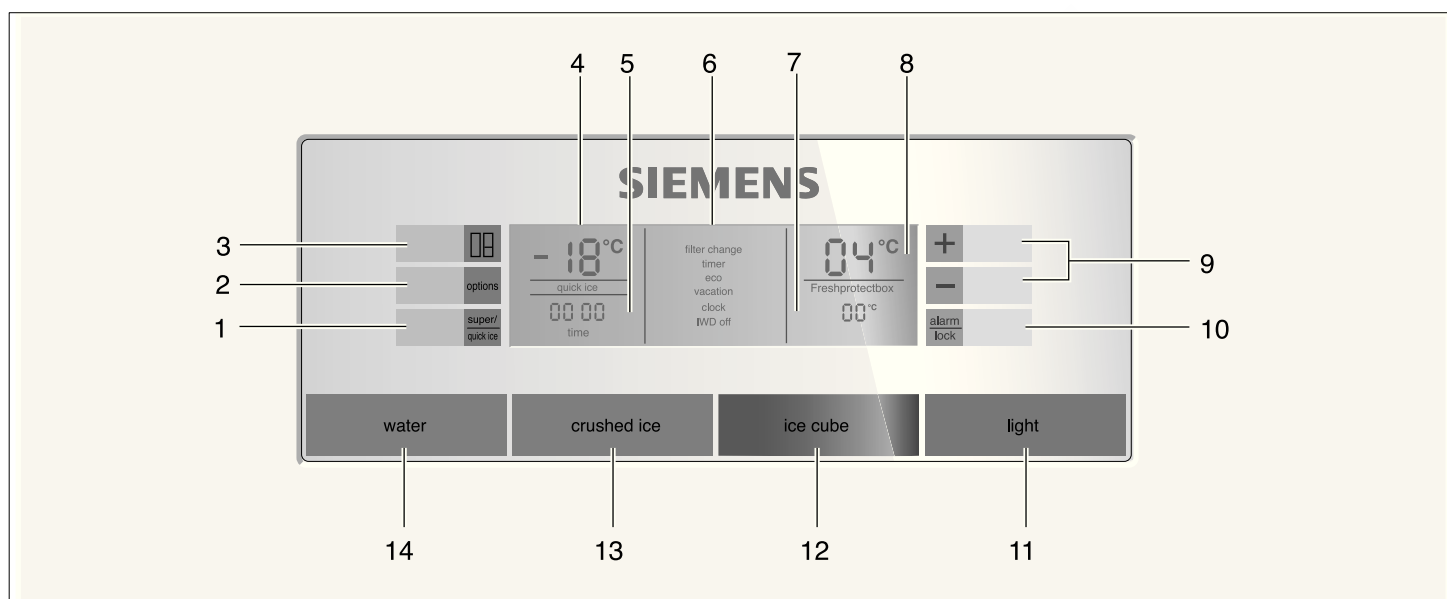 4 5 6 7 8
SIEMENS
3
2 options
1 super/
quick ice
-18°C
quick ice
00 00
time
filter change
timer
eco
vacation
clock
IWD off
04°C
Freshprotectbox
00°C
+
−
9
alarm
lock
10
water crushed ice ice cube light
14 13 12 11